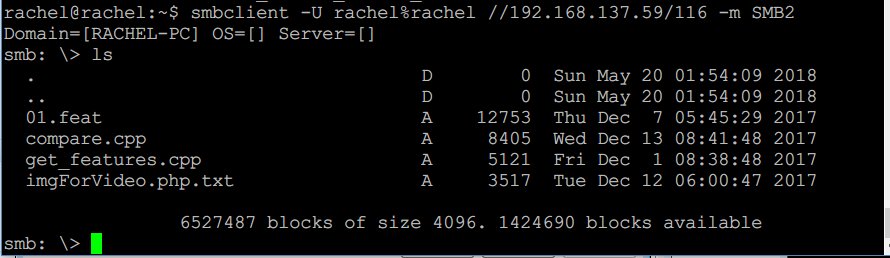 rachel@rachel:~$ smbclient -U rachel%rachel //192.168.137.59/116 -m SMB2
Domain=[RACHEL-PC] OS=[] Server=[]
smb: \> ls
. D 0 Sun May 20 01:54:09 2018
.. D 0 Sun May 20 01:54:09 2018
01.feat A 12753 Thu Dec 7 05:45:29 2017
compare.cpp A 8405 Wed Dec 13 08:41:48 2017
get_features.cpp A 5121 Fri Dec 1 08:38:48 2017
imgForVideo.php.txt A 3517 Tue Dec 12 06:00:47 2017
6527487 blocks of size 4096. 1424690 blocks available
smb: \>